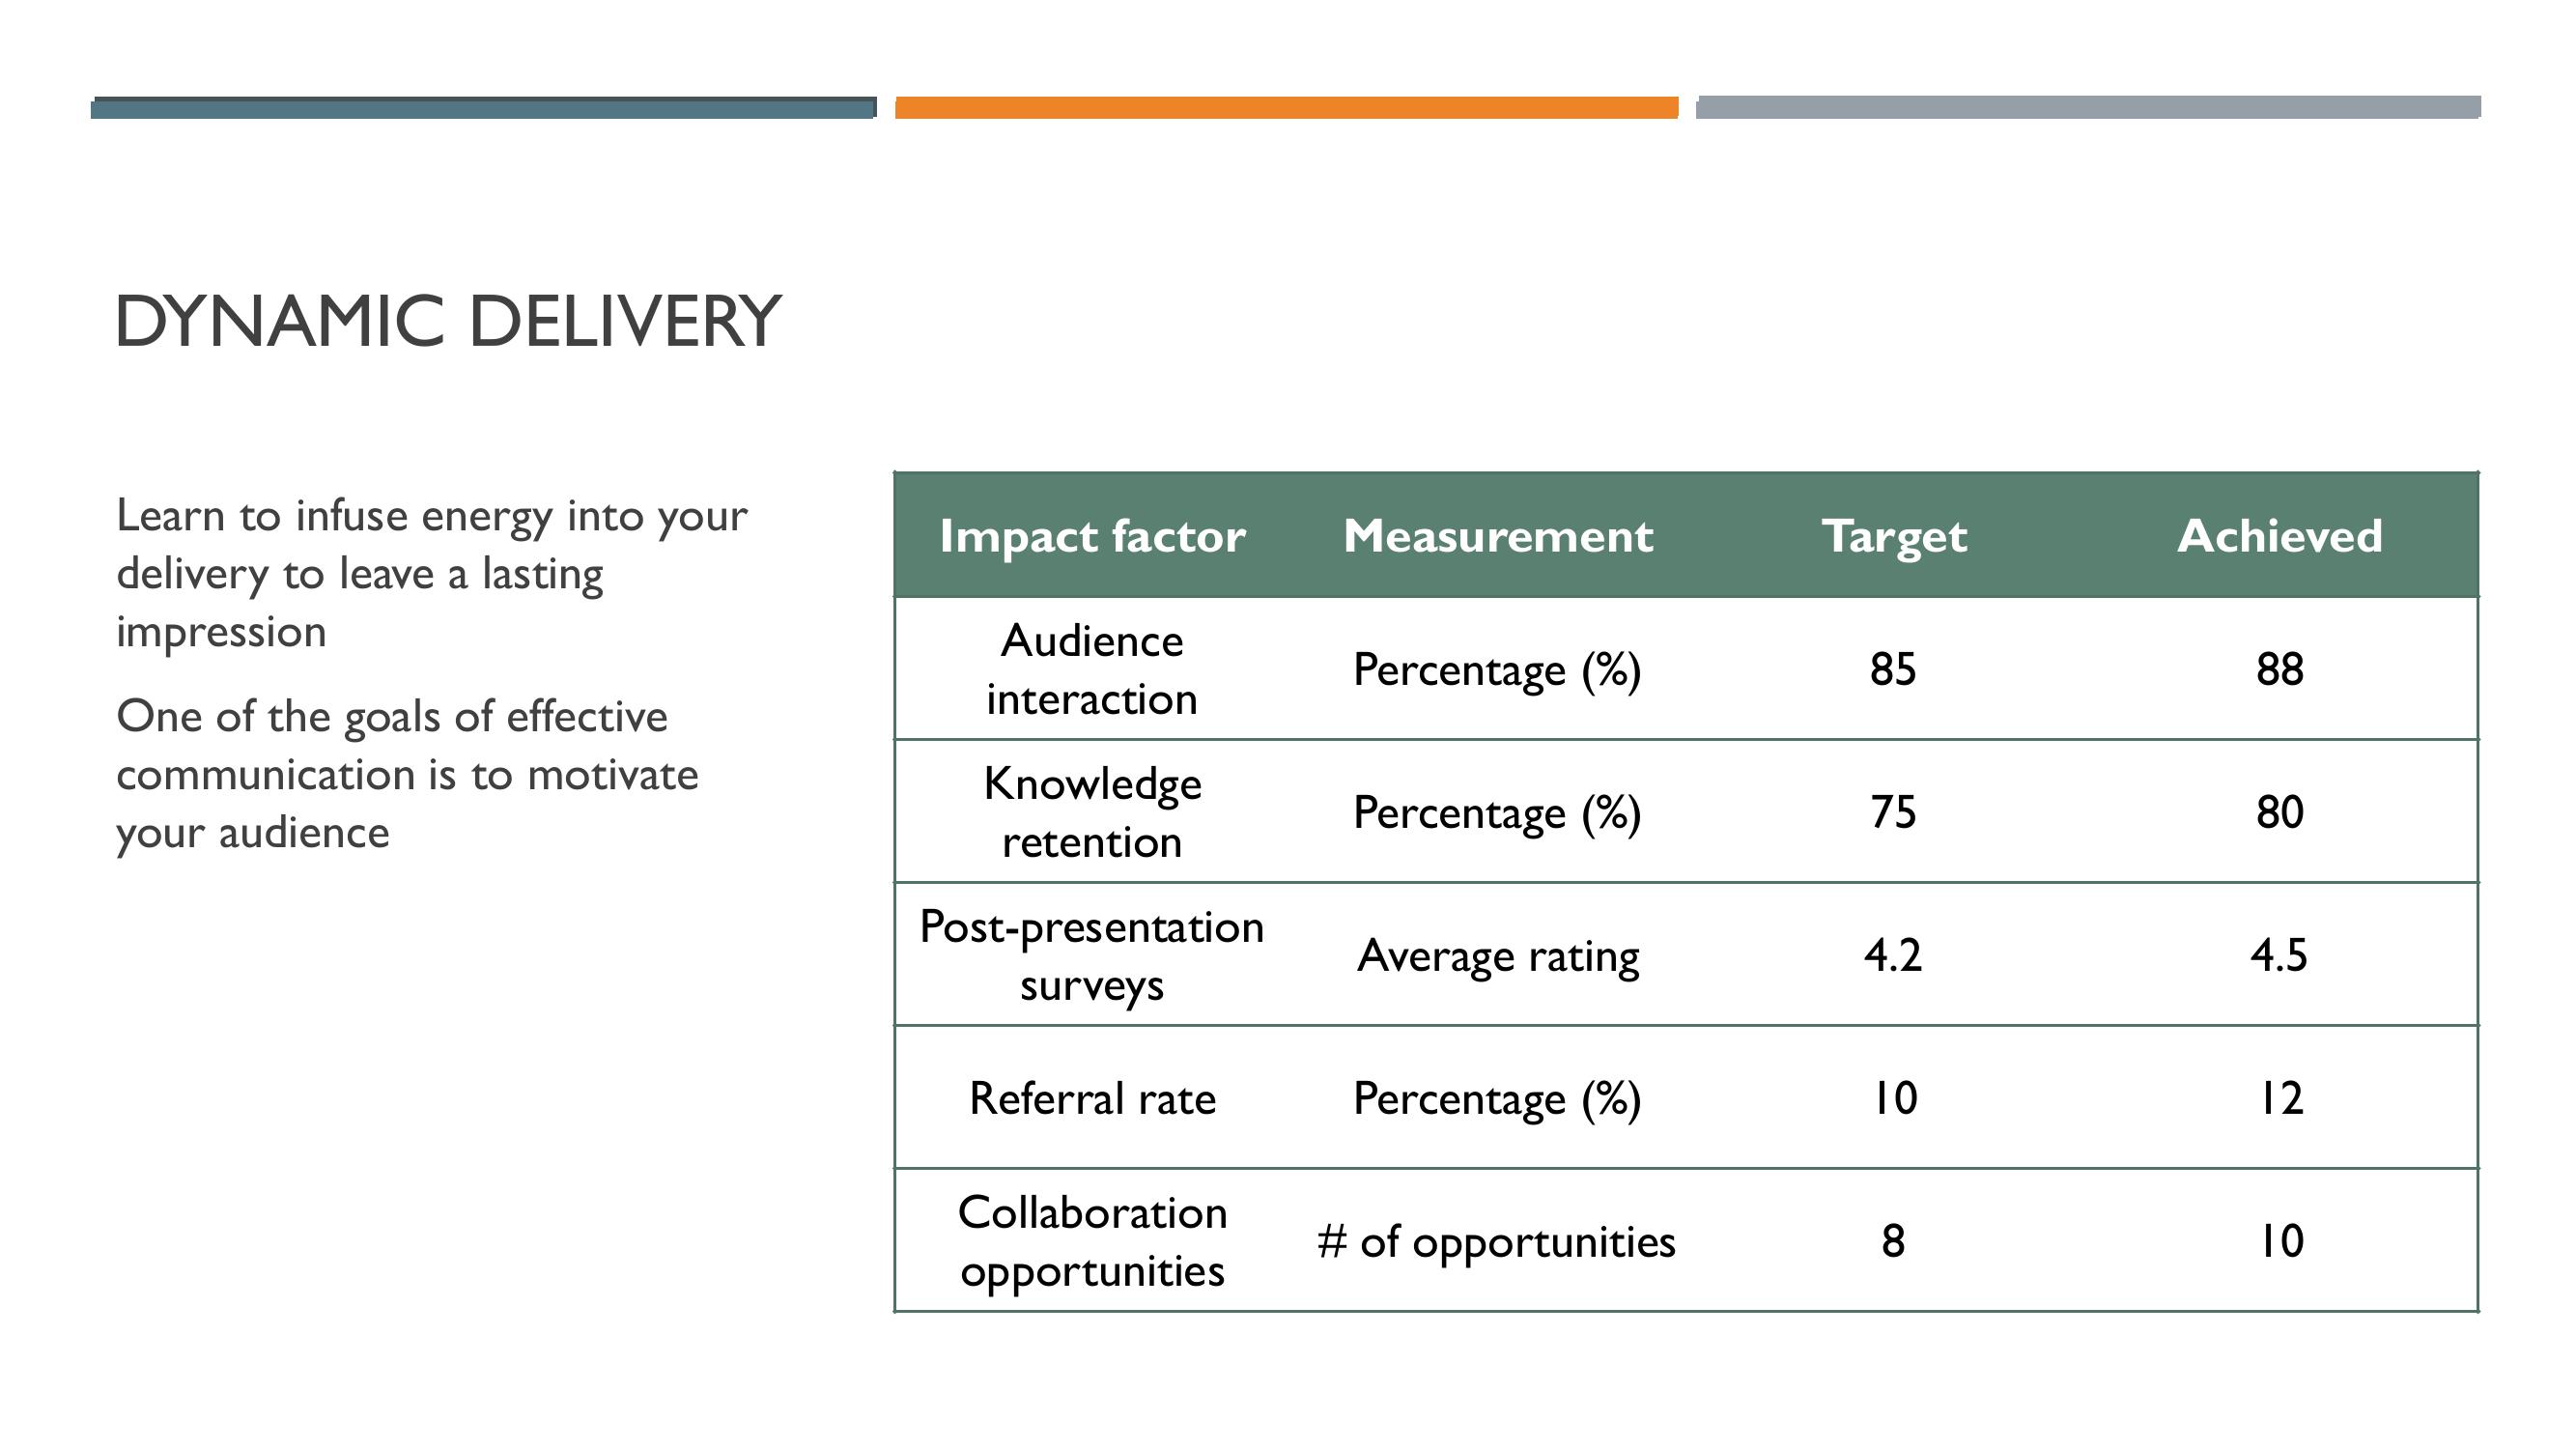 DYNAMIC DELIVERY
Learn to infuse energy into your
delivery to leave a lasting
impression
One of the goals of effective
communication is to motivate
your audience
Impact factor Measurement Target Achieved
Audience
interaction
Percentage (%) 85 88
Knowledge
retention
Percentage (%) 75 80
Post-presentation
surveys
Average rating 4.2 4.5
Referral rate Percentage (%) 10 12
Collaboration
opportunities
# of opportunities 8 10